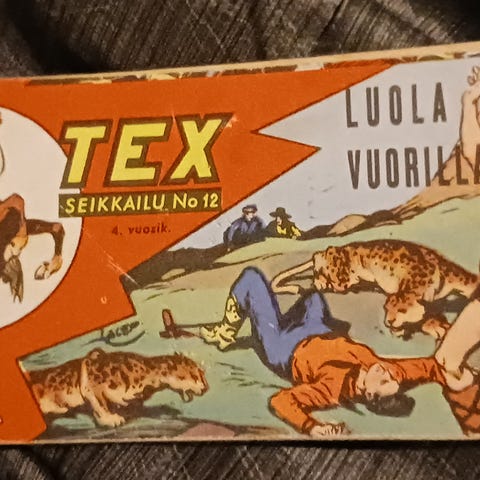 TEX
SEIKKAILU, No 12
4. vuosik.
LUOLA
VUORILLA